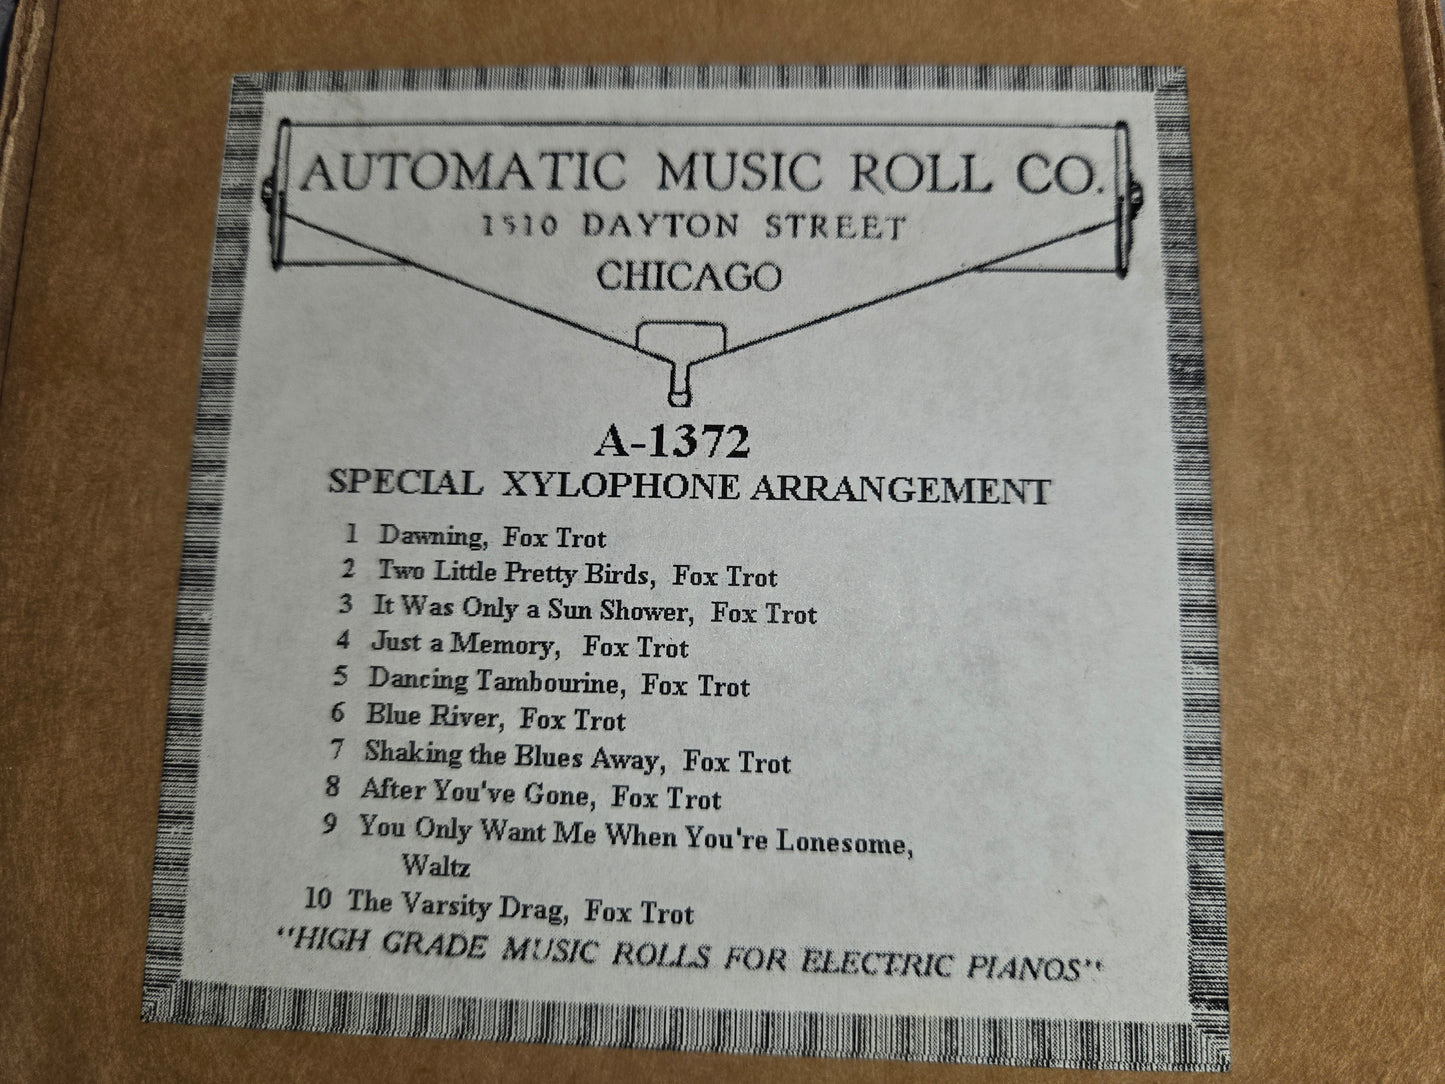 AUTOMATIC MUSIC ROLL CO.
1510 DAYTON STREET
CHICAGO
A-1372
SPECIAL XYLOPHONE ARRANGEMENT
1 Dawning, Fox Trot
2 Two Little Pretty Birds, Fox Trot
3 It Was Only a Sun Shower, Fox Trot
4 Just a Memory, Fox Trot
5 Dancing Tambourine, Fox Trot
6 Blue River, Fox Trot
7 Shaking the Blues Away, Fox Trot
8 After You've Gone, Fox Trot
9 You Only Want Me When You're Lonesome,
Waltz
10 The Varsity Drag, Fox Trot
"HIGH GRADE MUSIC ROLLS FOR ELECTRIC PIANOS"